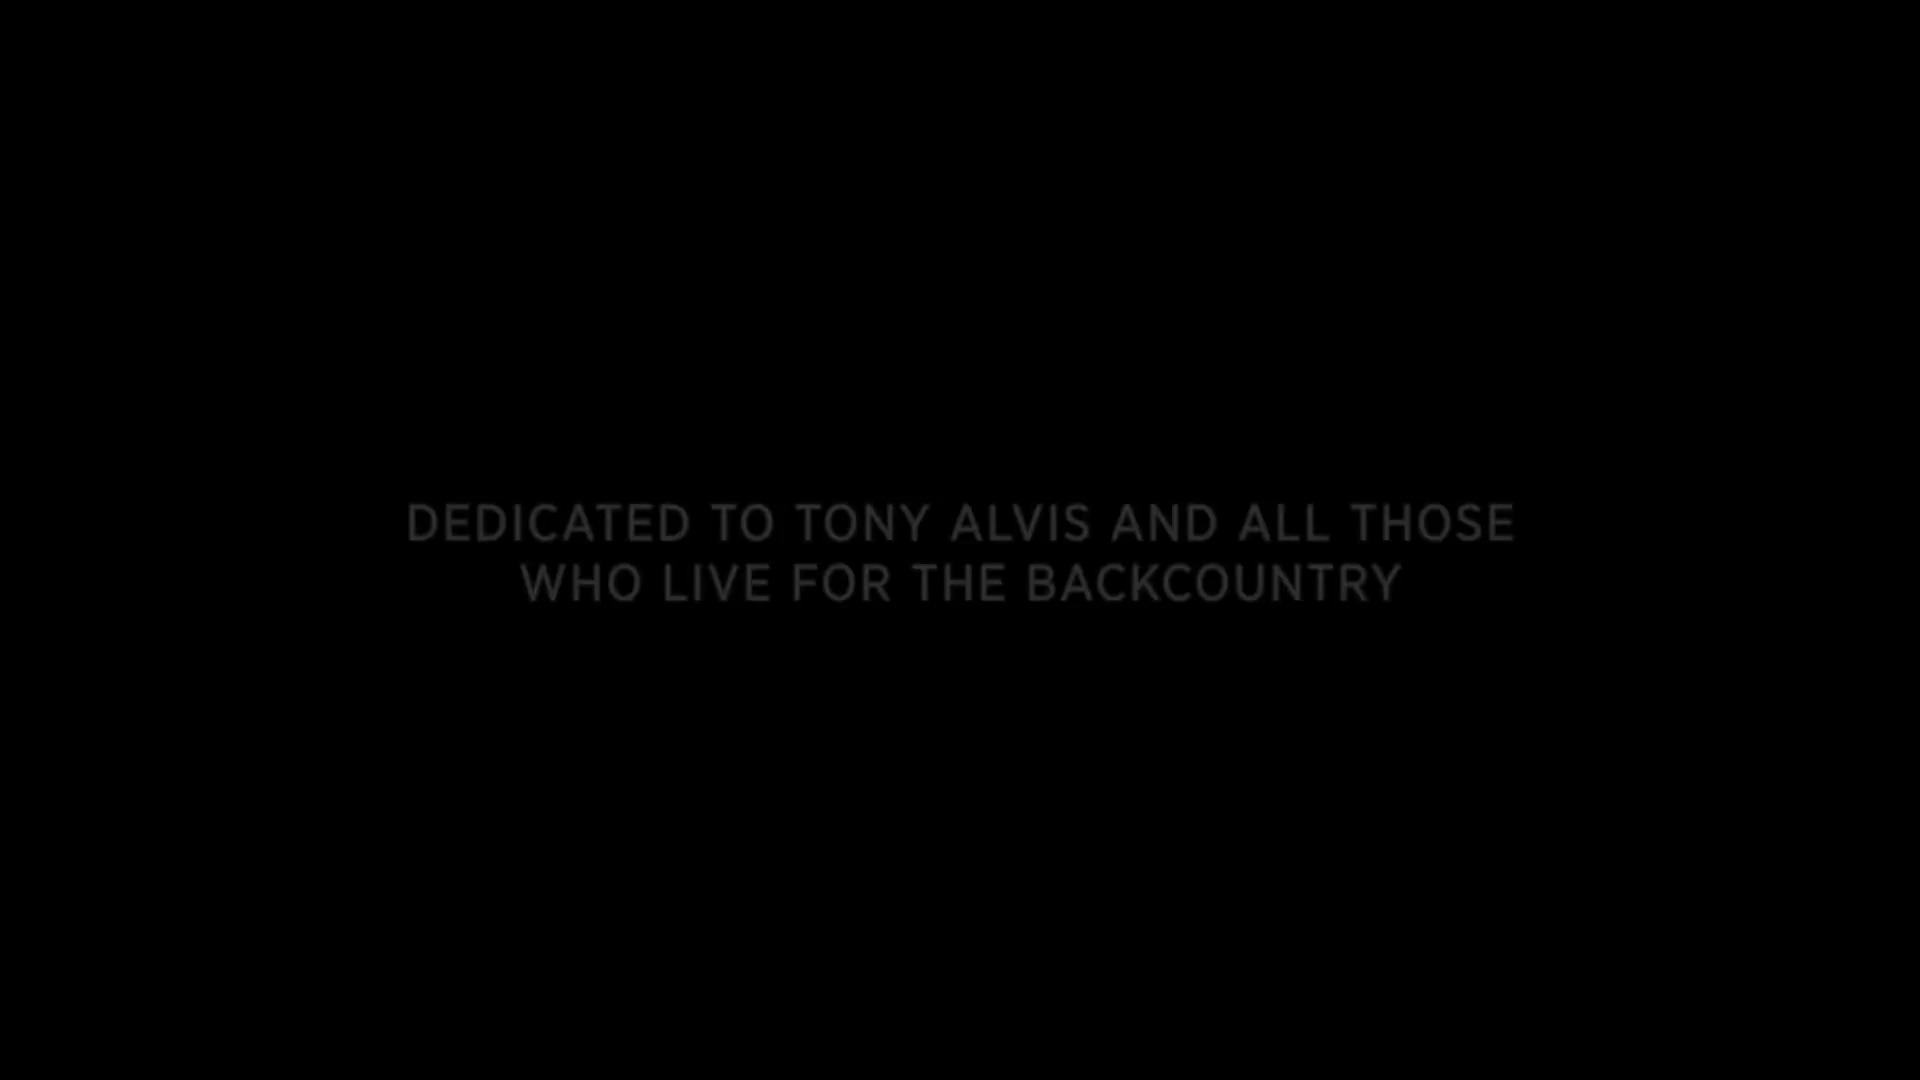 DEDICATED TO TONY ALVIS AND ALL THOSE
WHO LIVE FOR THE BACKCOUNTRY